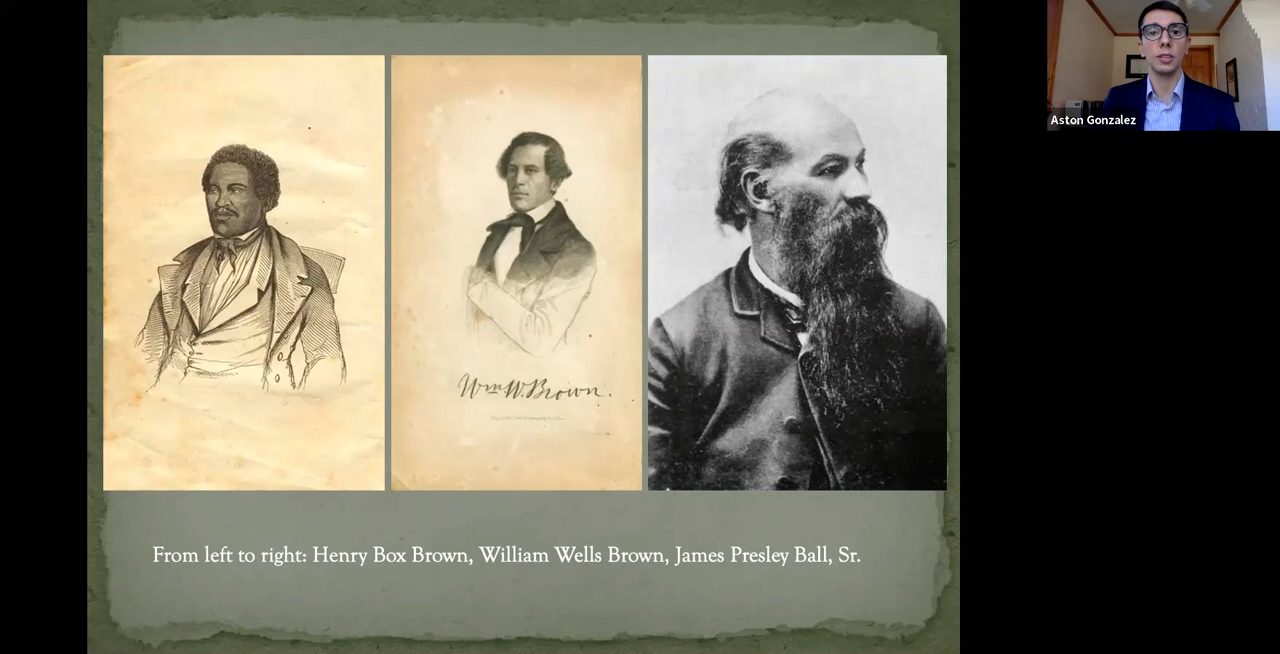 Aston Gonzalez
Wm W. Brown.
From left to right: Henry Box Brown, William Wells Brown, James Presley Ball, Sr.